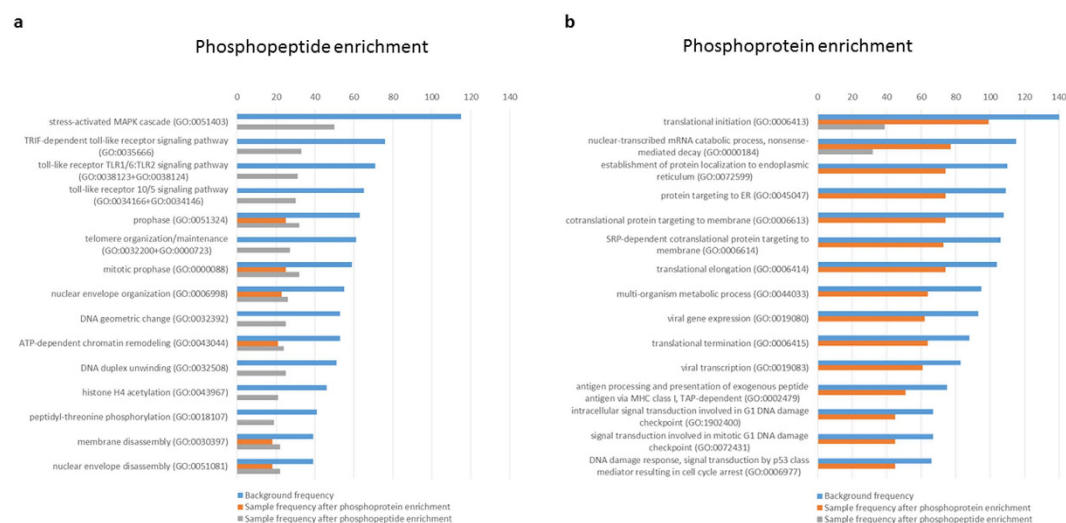 a
Phosphopeptide enrichment
0 20 40 60 80 100 120 140
stress-activated MAPK cascade (GO:0051403)
TRIF-dependent toll-like receptor signaling pathway
(GO:0035666)
toll-like receptor TLR1/6:TLR2 signaling pathway
(GO:0038123+GO:0038124)
toll-like receptor 10/5 signaling pathway
(GO:0034166+GO:0034146)
prophase (GO:0051324)
telomere organization/maintenance
(GO:0032200+GO:0000723)
mitotic prophase (GO:0000088)
nuclear envelope organization (GO:0006998)
DNA geometric change (GO:0032392)
ATP-dependent chromatin remodeling (GO:0043044)
DNA duplex unwinding (GO:0032508)
histone H4 acetylation (GO:0043967)
peptidyl-threonine phosphorylation (GO:0018107)
membrane disassembly (GO:0030397)
nuclear envelope disassembly (GO:0051081)
Background frequency
Sample frequency after phosphoprotein enrichment
Sample frequency after phosphopeptide enrichment
b
Phosphoprotein enrichment
0 20 40 60 80 100 120 140
translational initiation (GO:0006413)
nuclear-transcribed mRNA catabolic process, nonsense-
mediated decay (GO:0000184)
establishment of protein localization to endoplasmic
reticulum (GO:0072599)
protein targeting to ER (GO:0045047)
cotranslational protein targeting to membrane (GO:0006613)
SRP-dependent cotranslational protein targeting to
membrane (GO:0006614)
translational elongation (GO:0006414)
multi-organism metabolic process (GO:0044033)
viral gene expression (GO:0019080)
translational termination (GO:0006415)
viral transcription (GO:0019083)
antigen processing and presentation of exogenous peptide
antigen via MHC class I, TAP-dependent (GO:0002479)
intracellular signal transduction involved in G1 DNA damage
checkpoint (GO:1902400)
signal transduction involved in mitotic G1 DNA damage
checkpoint (GO:0072431)
DNA damage response, signal transduction by p53 class
mediator resulting in cell cycle arrest (GO:0006977)
Background frequency
Sample frequency after phosphoprotein enrichment
Sample frequency after phosphopeptide enrichment